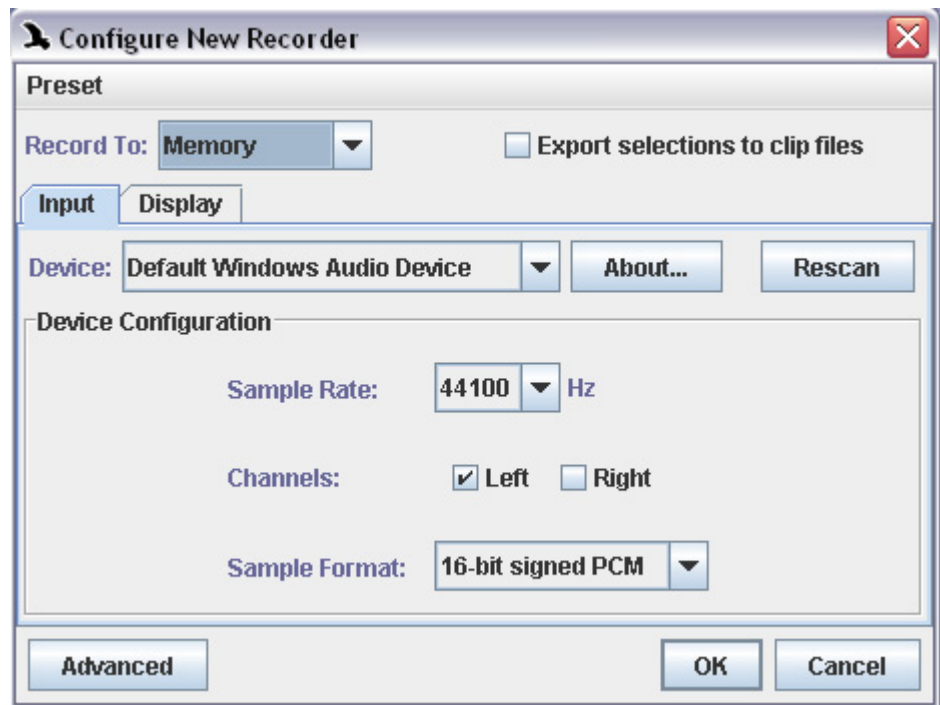 Configure New Recorder
Preset
Record To: Memory Export selections to clip files
Input Display
Device: Default Windows Audio Device About... Rescan
Device Configuration
Sample Rate: 44100 Hz
Channels: Left Right
Sample Format: 16-bit signed PCM
Advanced OK Cancel